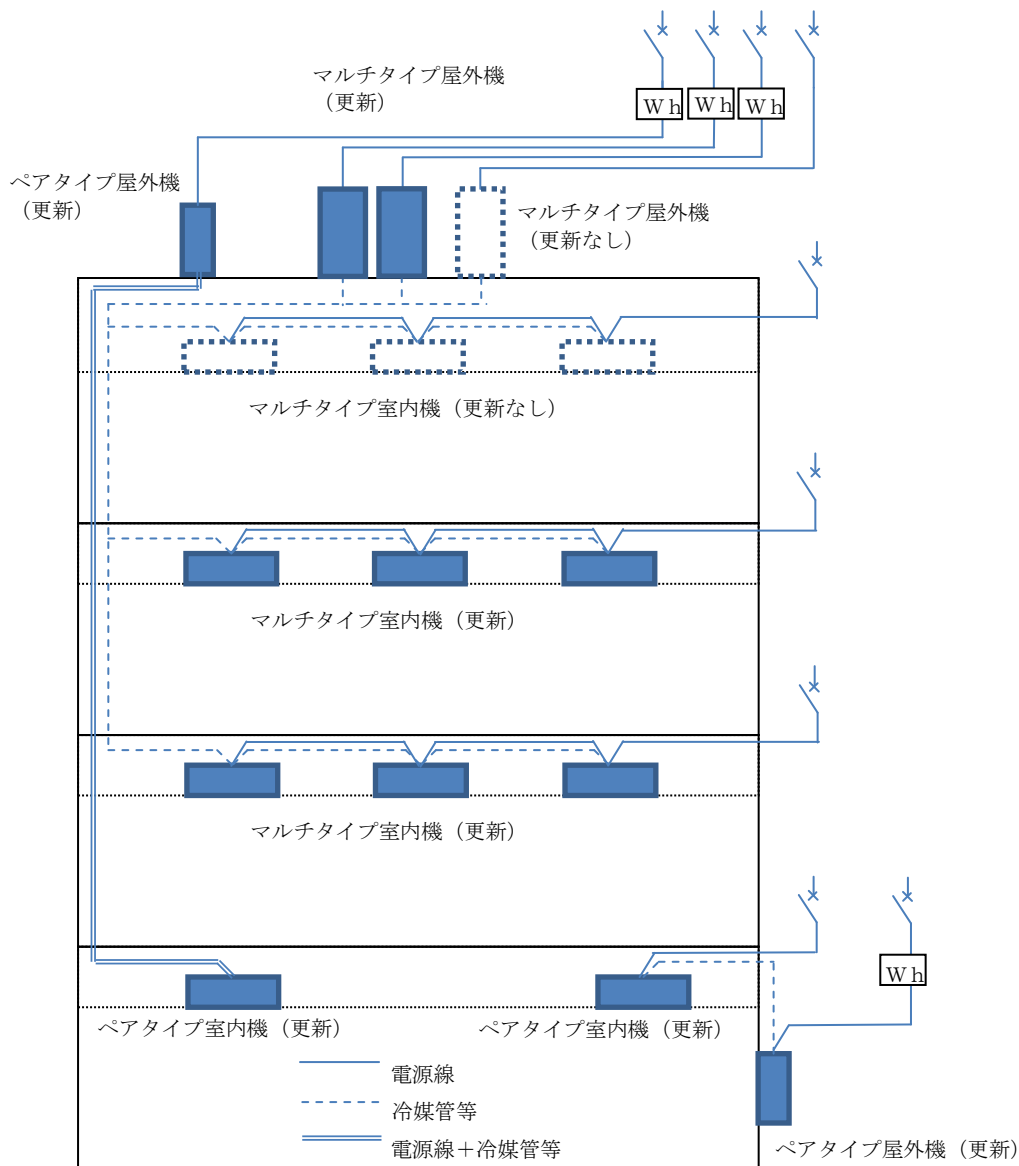 マルチタイプ屋外機
（更新）
Ｗｈ
Ｗｈ
Ｗｈ
ペアタイプ屋外機
（更新）
マルチタイプ屋外機
（更新なし）
マルチタイプ室内機（更新なし）
マルチタイプ室内機（更新）
マルチタイプ室内機（更新）
Ｗｈ
ペアタイプ室内機（更新）
ペアタイプ室内機（更新）
電源線
冷媒管等
電源線＋冷媒管等
ペアタイプ屋外機（更新）